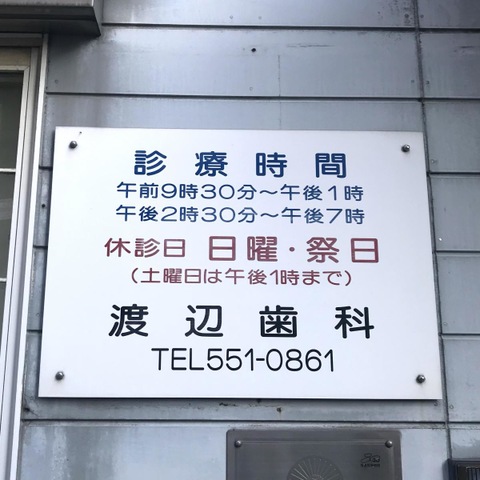 診療時間
午前9時30分～午後1時
午後2時30分～午後7時
休診日 日曜・祭日
(土曜日は午後1時まで)
渡辺歯科
TEL551-0861